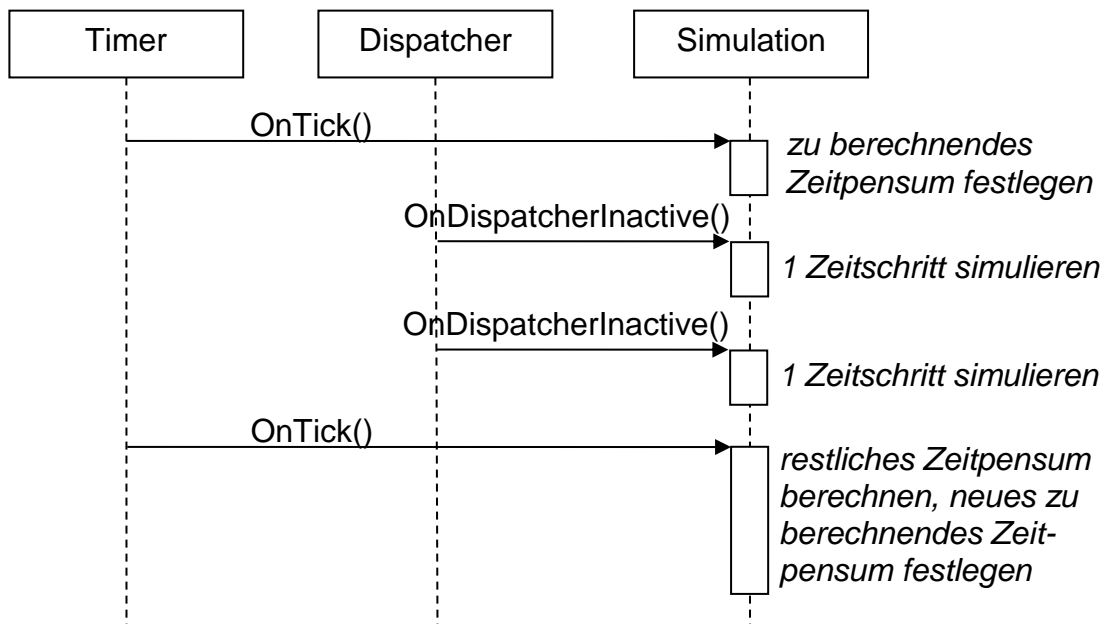 Timer
Dispatcher
Simulation
OnTick()
zu berechnendes
Zeitpensum festlegen
OnDispatcherInactive()
1 Zeitschritt simulieren
OnDispatcherInactive()
1 Zeitschritt simulieren
OnTick()
restliches Zeitpensum
berechnen, neues zu
berechnendes Zeit-
pensum festlegen